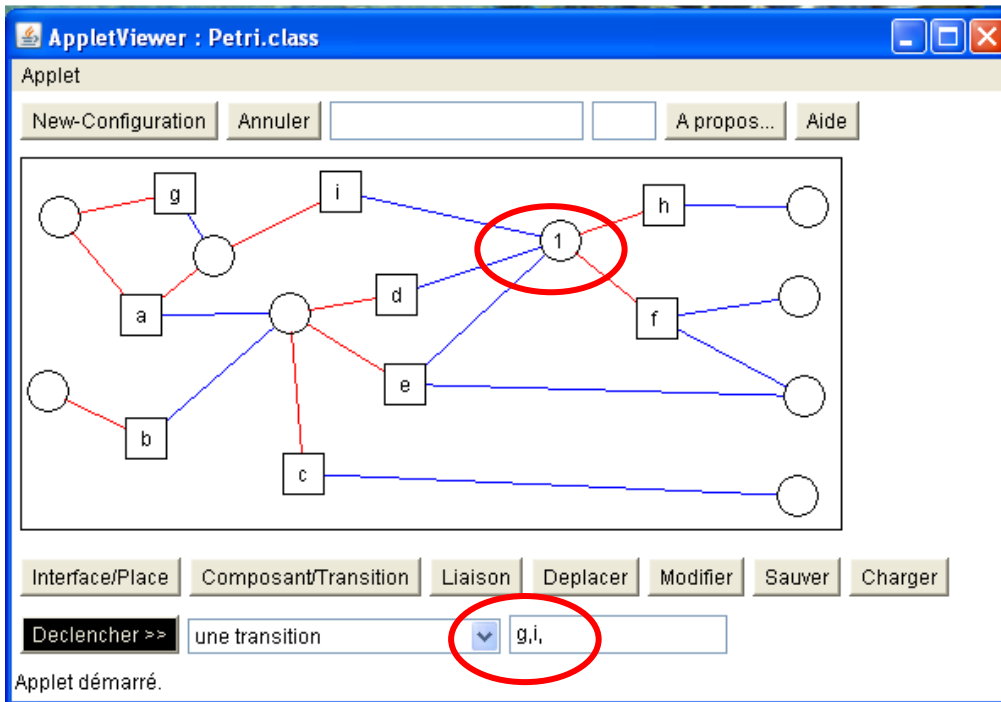 AppletViewer : Petri.class
Applet
New-Configuration Annuler A propos... Aide
g i h
1
a d f
e
b
c
Interface/Place Composant/Transition Liaison Deplacer Modifier Sauver Charger
Declencher >> une transition g,i,
Applet démarré.